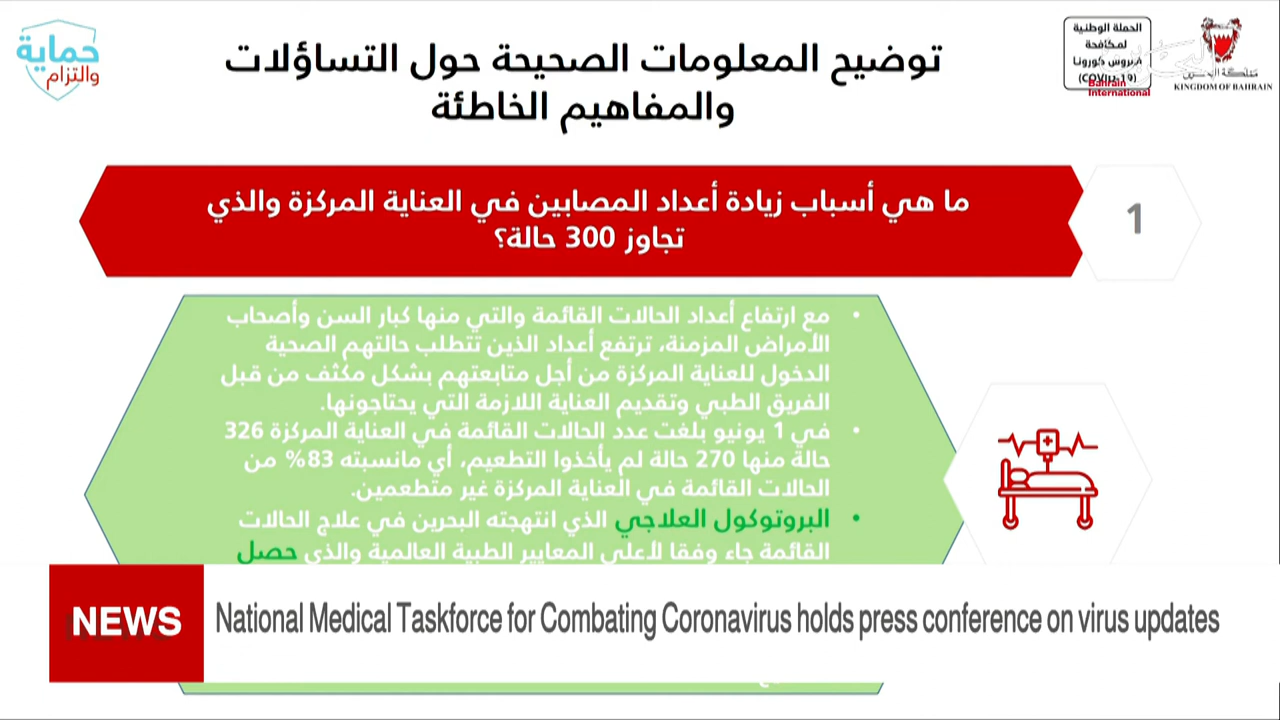 حماية
والتزام
توضيح المعلومات الصحيحة حول التساؤلات
والمفاهيم الخاطئة
الحملة الوطنية
لمكافحة
فيروس كورونا
(COVID-19)
Bahrain
International
مملكة البحرين
KINGDOM OF BAHRAIN
1
ما هي أسباب زيادة أعداد المصابين في العناية المركزة والذي
تجاوز 300 حالة؟
• مع ارتفاع أعداد الحالات القائمة والتي منها كبار السن وأصحاب
الأمراض المزمنة، ترتفع أعداد الذين تتطلب حالتهم الصحية
الدخول للعناية المركزة من أجل متابعتهم بشكل مكثف من قبل
الفريق الطبي وتقديم العناية اللازمة التي يحتاجونها.
• في 1 يونيو بلغت عدد الحالات القائمة في العناية المركزة 326
حالة منها 270 حالة لم يأخذوا التطعيم، أي مانسبته 83% من
الحالات القائمة في العناية المركزة غير متطعمين.
• البروتوكول العلاجي الذي انتهجته البحرين في علاج الحالات
القائمة جاء وفقا لأعلى المعايير الطبية العالمية والذي حصل
NEWS
National Medical Taskforce for Combating Coronavirus holds press conference on virus updates